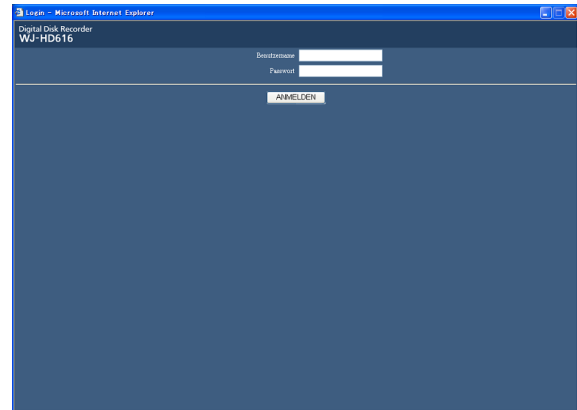 Login - Microsoft Internet Explorer
Digital Disk Recorder
WJ-HD616
Benutzername
Passwort
ANMELDEN